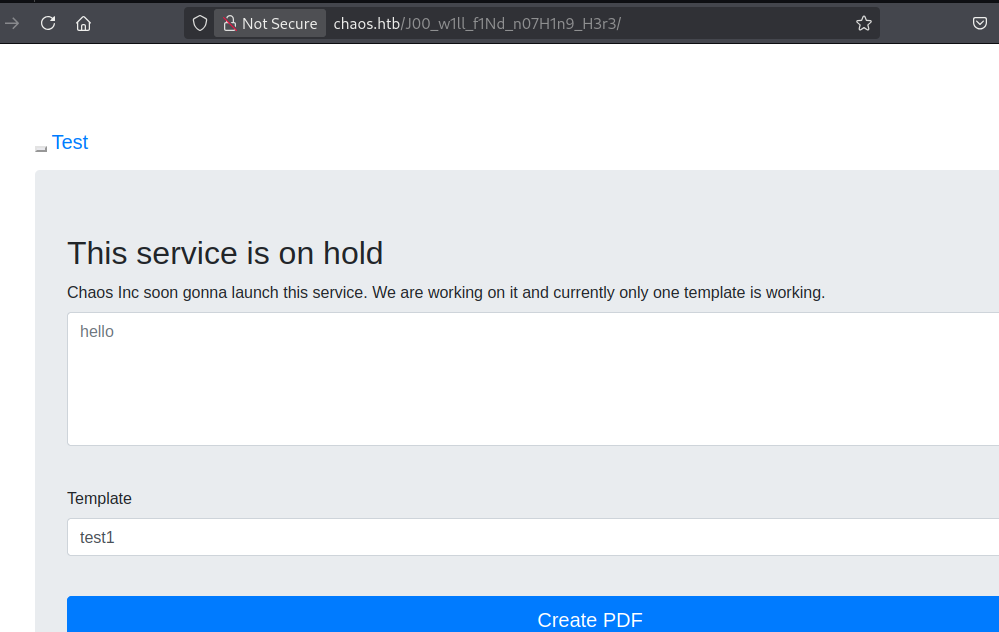 Not Secure chaos.htb/J00_w1ll_f1Nd_n07H1n9_H3r3/
Test
This service is on hold
Chaos Inc soon gonna launch this service. We are working on it and currently only one template is working.
hello
Template
test1
Create PDF